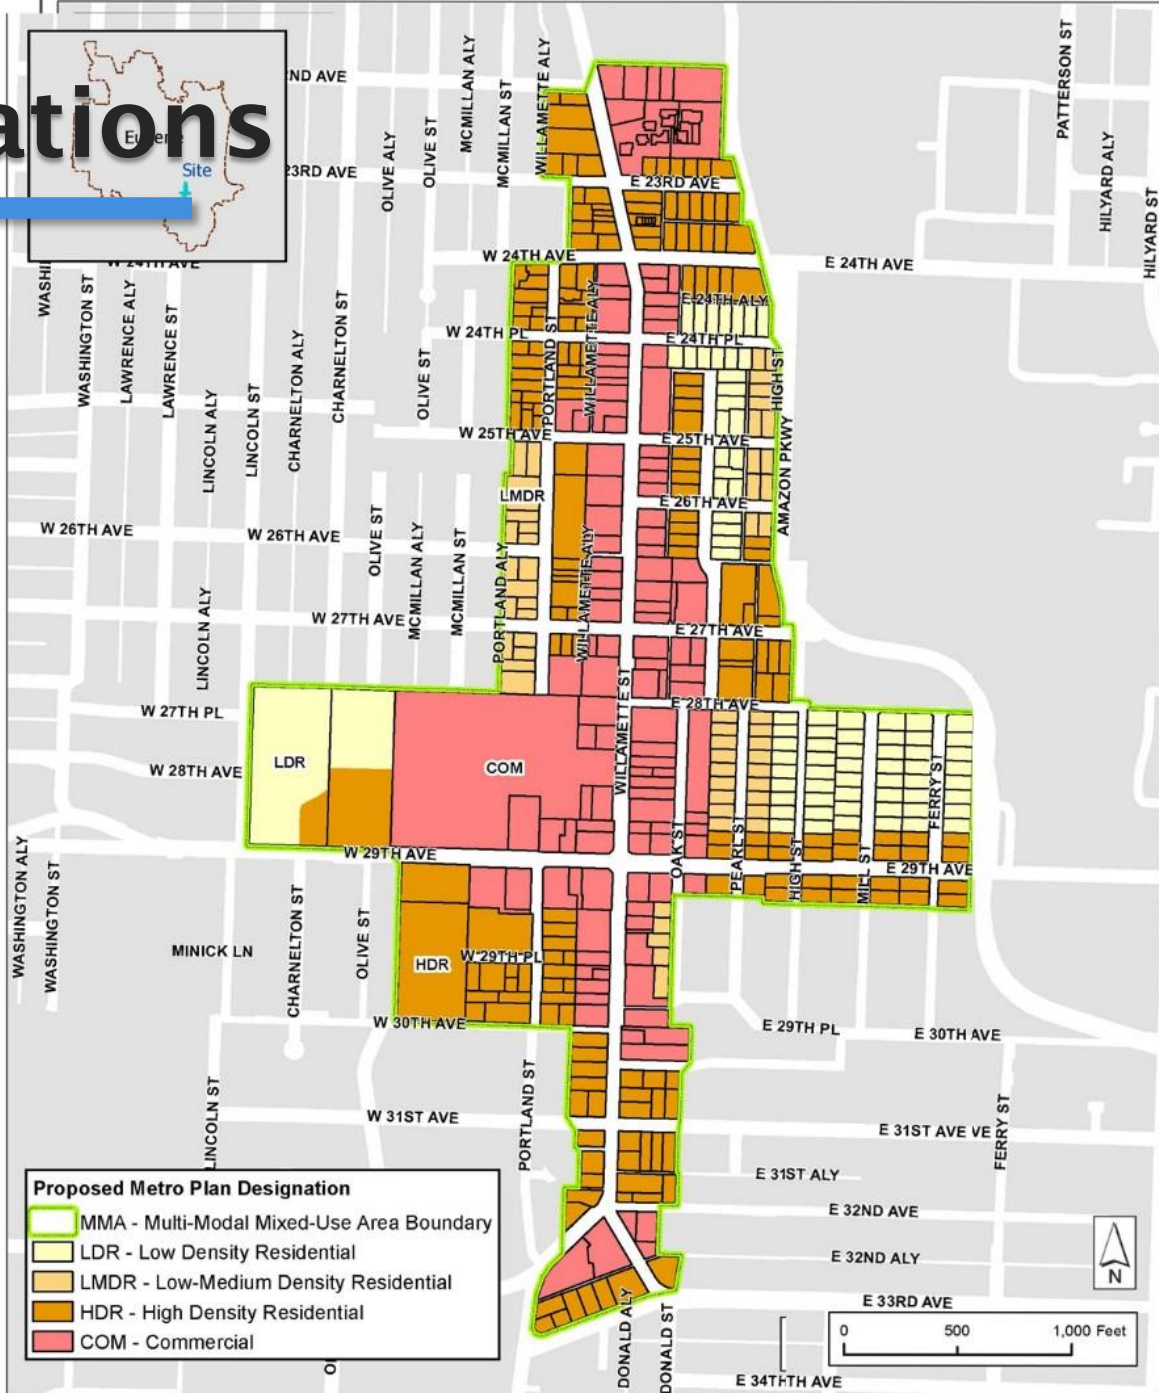 ations
Eugene
Site
2ND AVE
23RD AVE
W 24TH AVE
WASHINGTON ST
LAWRENCE ALY
LAWRENCE ST
LINCOLN ALY
LINCOLN ST
CHARNELTON ALY
CHARNELTON ST
OLIVE ALY
OLIVE ST
MCMILLAN ALY
MCMILLAN ST
WILLAMETTE ALY
PATTERSON ST
HILYARD ALY
HILYARD ST
E 23RD AVE
W 24TH AVE
E 24TH AVE
E 24TH ALY
W 24TH PL
E 24TH PL
PORTLAND ST
WILLAMETTE ALY
OLIVE ST
HIGH ST
AMAZON PKWY
W 25TH AVE
E 25TH AVE
LMDR
E 26TH AVE
W 26TH AVE
W 26TH AVE
OLIVE ST
MCMILLAN ALY
MCMILLAN ST
PORTLAND ALY
WILLAMETTE ALY
LINCOLN ALY
W 27TH AVE
E 27TH AVE
W 27TH PL
E 28TH AVE
W 28TH AVE
LDR
COM
WILLAMETTE ST
OAK ST
PEARL ST
HIGH ST
MILL ST
FERRY ST
W 29TH AVE
E 29TH AVE
WASHINGTON ALY
WASHINGTON ST
MINICK LN
CHARNELTON ST
OLIVE ST
HDR
W 29TH PL
W 30TH AVE
E 29TH PL
E 30TH AVE
LINCOLN ST
PORTLAND ST
FERRY ST
W 31ST AVE
E 31ST AVE VE
E 31ST ALY
E 32ND AVE
E 32ND ALY
E 33RD AVE
DONALD ALY
DONALD ST
E 34THTH AVE
Proposed Metro Plan Designation
MMA - Multi-Modal Mixed-Use Area Boundary
LDR - Low Density Residential
LMDR - Low-Medium Density Residential
HDR - High Density Residential
COM - Commercial
N
0 500 1,000 Feet